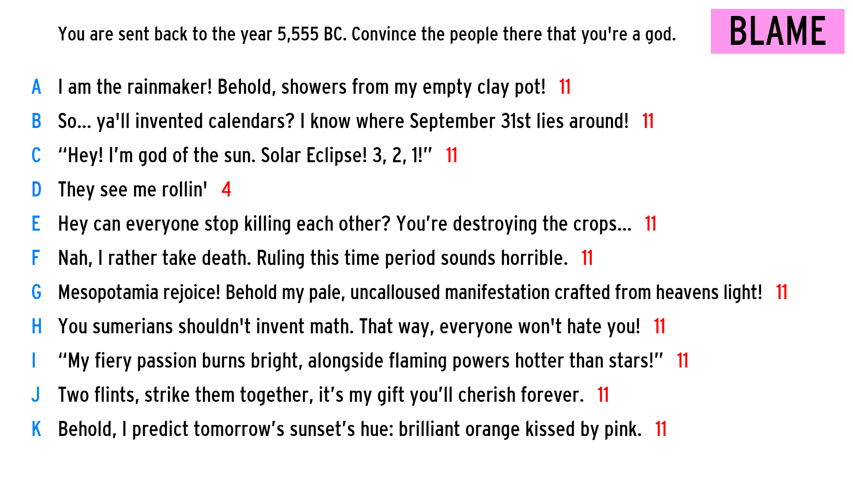 You are sent back to the year 5,555 BC. Convince the people there that you're a god.
BLAME
A I am the rainmaker! Behold, showers from my empty clay pot! 11
B So... ya'll invented calendars? I know where September 31st lies around! 11
C “Hey! I’m god of the sun. Solar Eclipse! 3, 2, 1!” 11
D They see me rollin' 4
E Hey can everyone stop killing each other? You’re destroying the crops... 11
F Nah, I rather take death. Ruling this time period sounds horrible. 11
G Mesopotamia rejoice! Behold my pale, uncalloused manifestation crafted from heavens light! 11
H You sumerians shouldn't invent math. That way, everyone won't hate you! 11
I “My fiery passion burns bright, alongside flaming powers hotter than stars!” 11
J Two flints, strike them together, it’s my gift you’ll cherish forever. 11
K Behold, I predict tomorrow’s sunset’s hue: brilliant orange kissed by pink. 11